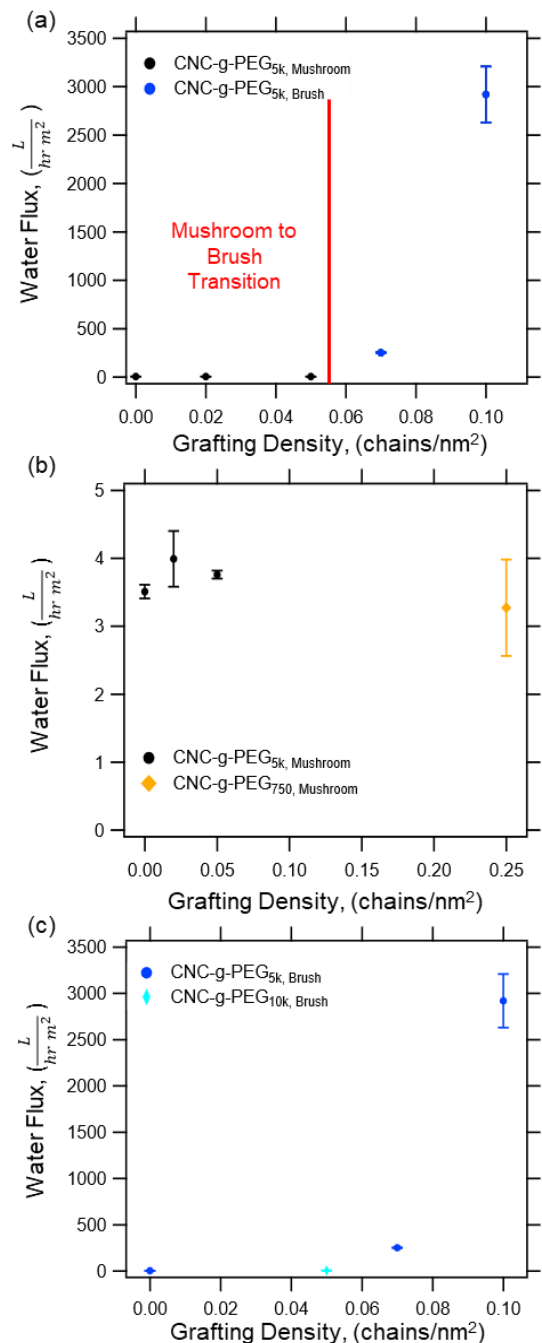 (a)
3500
3000
2500
2000
1500
1000
500
0
Water Flux, (L/hr m²)
CNC-g-PEG5k, Mushroom
CNC-g-PEG5k, Brush
Mushroom to
Brush
Transition
0.00 0.02 0.04 0.06 0.08 0.10
Grafting Density, (chains/nm²)
(b)
5
4
3
2
1
0
Water Flux, (L/hr m²)
CNC-g-PEG5k, Mushroom
CNC-g-PEG750, Mushroom
0.00 0.05 0.10 0.15 0.20 0.25
Grafting Density, (chains/nm²)
(c)
3500
3000
2500
2000
1500
1000
500
0
Water Flux, (L/hr m²)
CNC-g-PEG5k, Brush
CNC-g-PEG10k, Brush
0.00 0.02 0.04 0.06 0.08 0.10
Grafting Density, (chains/nm²)